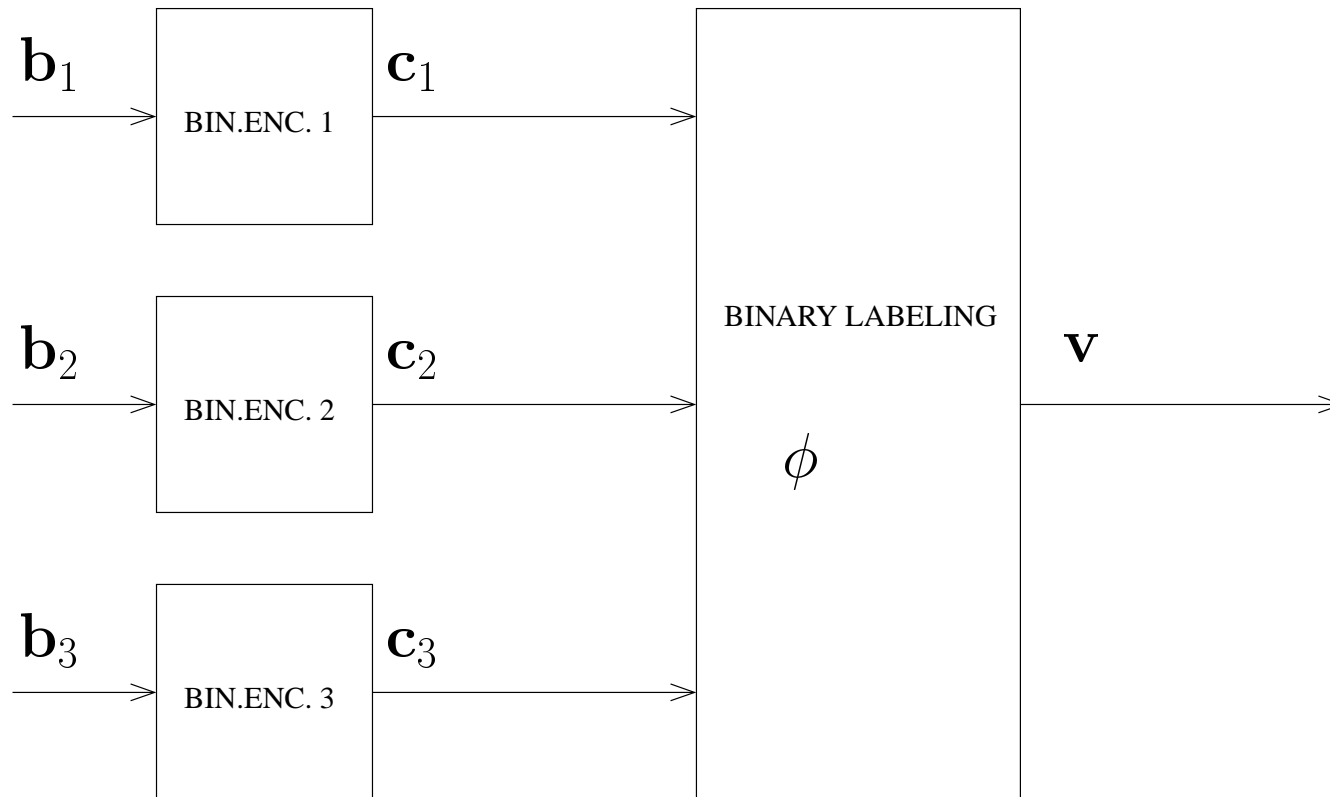 b₁
BIN.ENC. 1
c₁
b₂
BIN.ENC. 2
c₂
BINARY LABELING
ϕ
v
b₃
BIN.ENC. 3
c₃